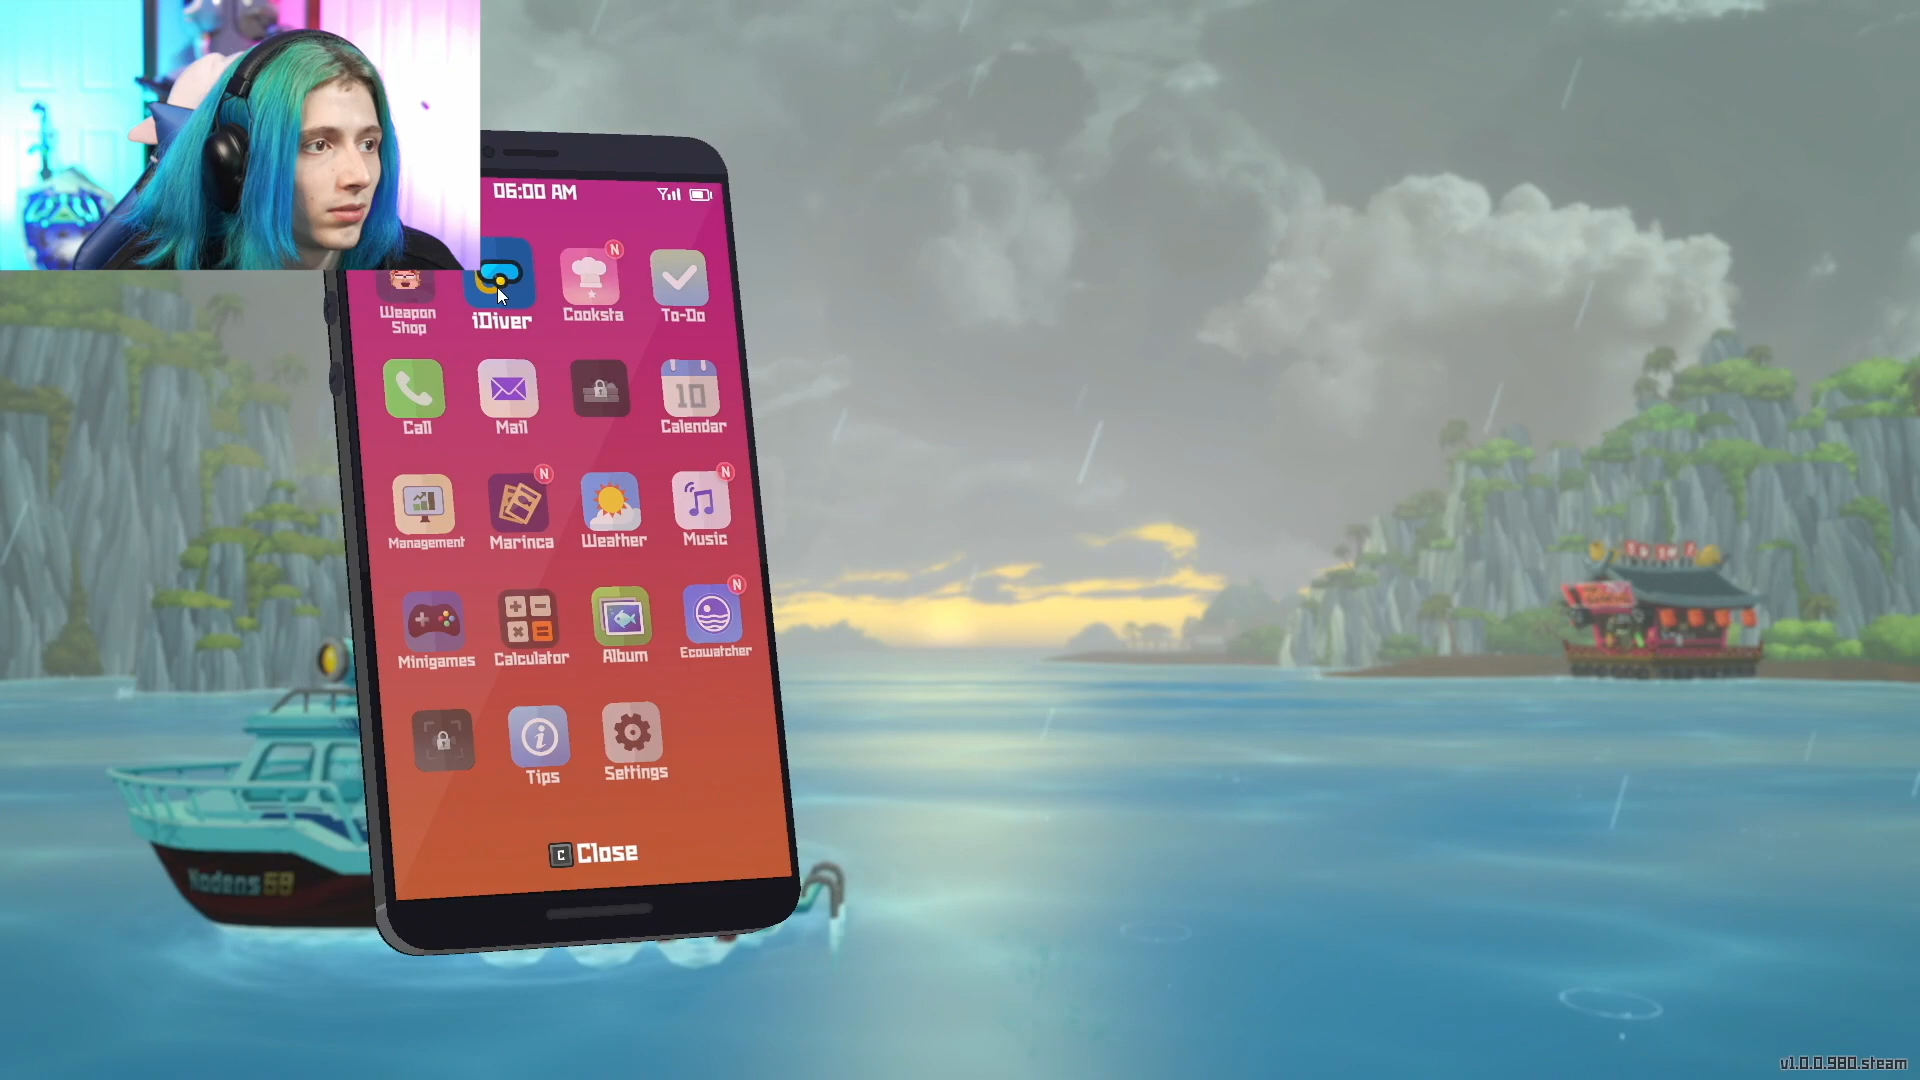 06:00 AM
N
Weapon
Shop
iDiver
Cooksta
To-Do
10
Call
Mail
Calendar
N
N
Management
Marinca
Weather
Music
N
Minigames
Calculator
Album
Ecowatcher
Tips
Settings
C Close
Nodens68
v1.0.0.980.steam